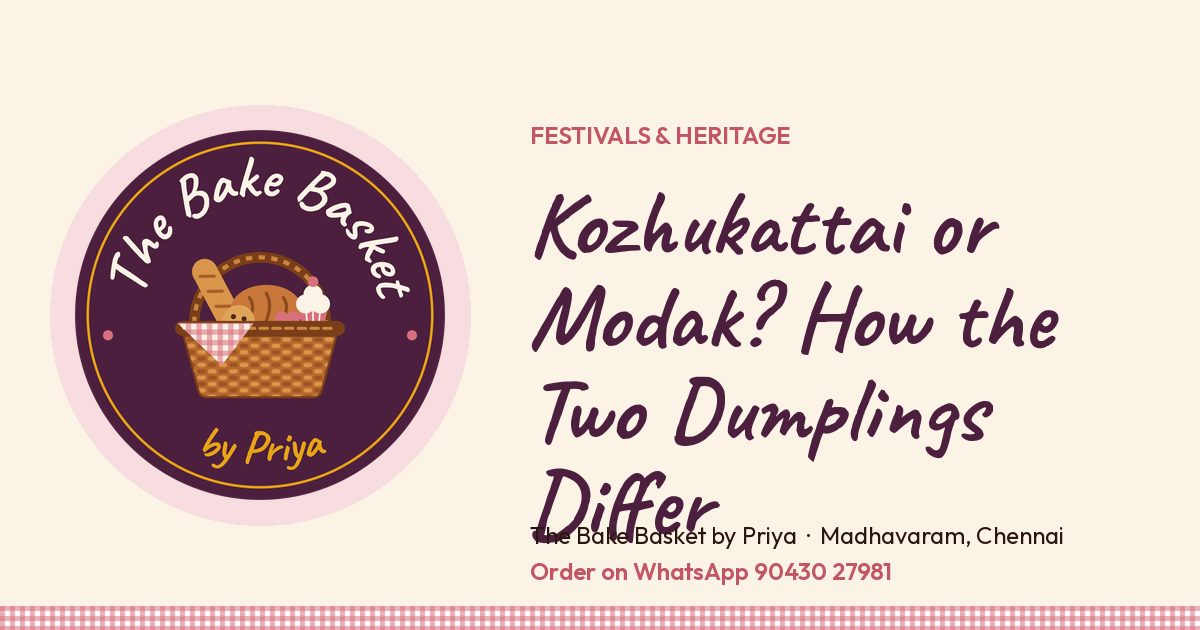 The Bake Basket
by Priya
FESTIVALS & HERITAGE
Kozhukattai or
Modak? How the
Two Dumplings
Differ
The Bake Basket by Priya · Madhavaram, Chennai
Order on WhatsApp 90430 27981